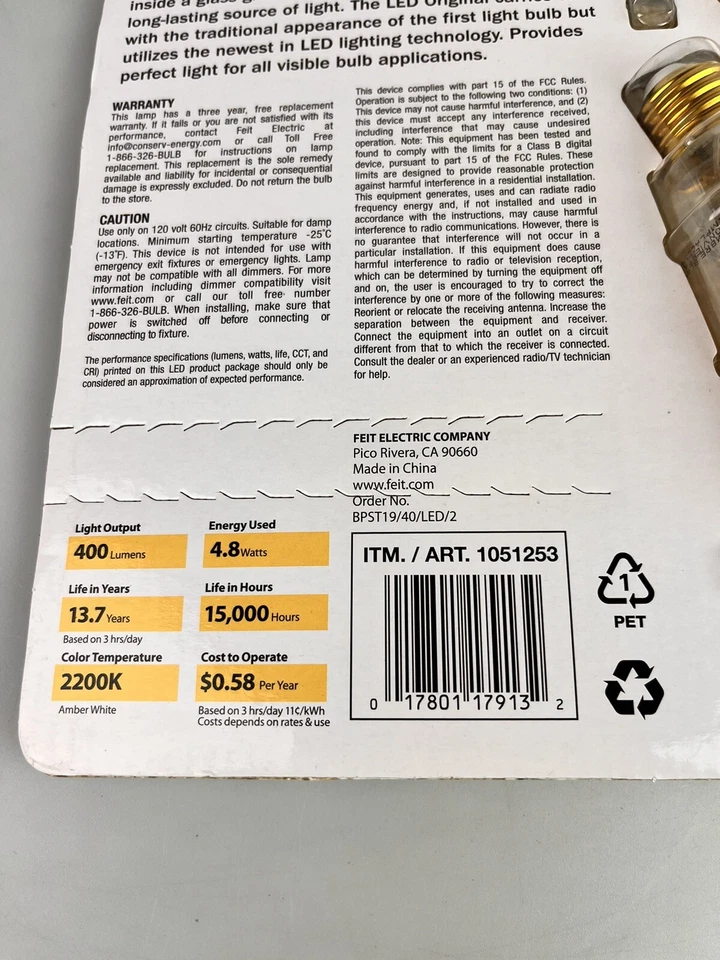 inside a
long-lasting source of light. The LED Original
with the traditional appearance of the first light bulb but
utilizes the newest in LED lighting technology. Provides
perfect light for all visible bulb applications.
WARRANTY
This lamp has a three year, free replacement
warranty. If it fails or you are not satisfied with its
performance, contact Feit Electric at
info@conserv-energy.com or call Toll Free
1-866-326-BULB for instructions on lamp
replacement. This replacement is the sole remedy
available and liability for incidental or consequential
damage is expressly excluded. Do not return the bulb
to the store.
CAUTION
Use only on 120 volt 60Hz circuits. Suitable for damp
locations. Minimum starting temperature -25°C
(-13°F). This device is not intended for use with
emergency exit fixtures or emergency lights. Lamp
may not be compatible with all dimmers. For more
information including dimmer compatibility visit
www.feit.com or call our toll free number
1-866-326-BULB. When installing, make sure that
power is switched off before connecting or
disconnecting to fixture.
The performance specifications (lumens, watts, life, CCT, and
CRI) printed on this LED product package should only be
considered an approximation of expected performance.
This device complies with part 15 of the FCC Rules.
Operation is subject to the following two conditions: (1)
This device may not cause harmful interference, and (2)
this device must accept any interference received,
including interference that may cause undesired
operation. Note: This equipment has been tested and
found to comply with the limits for a Class B digital
device, pursuant to part 15 of the FCC Rules. These
limits are designed to provide reasonable protection
against harmful interference in a residential installation.
This equipment generates, uses and can radiate radio
frequency energy and, if not installed and used in
accordance with the instructions, may cause harmful
interference to radio communications. However, there is
no guarantee that interference will not occur in a
particular installation. If this equipment does cause
harmful interference to radio or television reception,
which can be determined by turning the equipment off
and on, the user is encouraged to try to correct the
interference by one or more of the following measures:
Reorient or relocate the receiving antenna. Increase the
separation between the equipment and receiver.
Connect the equipment into an outlet on a circuit
different from that to which the receiver is connected.
Consult the dealer or an experienced radio/TV technician
for help.
FEIT ELECTRIC COMPANY
Pico Rivera, CA 90660
Made in China
www.feit.com
Order No.
BPST19/40/LED/2
Light Output
400 Lumens
Energy Used
4.8 Watts
Life in Years
13.7 Years
Based on 3 hrs/day
Life in Hours
15,000 Hours
Color Temperature
2200K
Amber White
Cost to Operate
$0.58 Per Year
Based on 3 hrs/day 11¢/kWh
Costs depends on rates & use
ITM. / ART. 1051253
0 17801 17913 2
1
PET